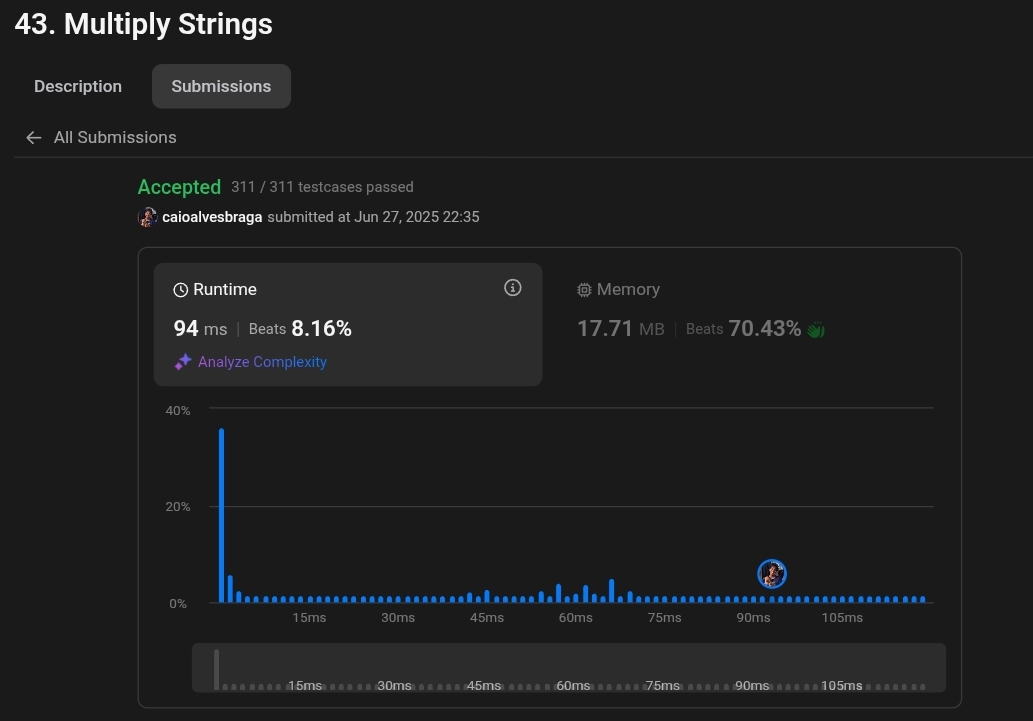 43. Multiply Strings
Description Submissions
All Submissions
Accepted 311 / 311 testcases passed
caioalvesbraga submitted at Jun 27, 2025 22:35
Runtime
94 ms | Beats 8.16%
Analyze Complexity
Memory
17.71 MB | Beats 70.43%
40%
20%
0%
15ms 30ms 45ms 60ms 75ms 90ms 105ms
15ms 30ms 45ms 60ms 75ms 90ms 105ms